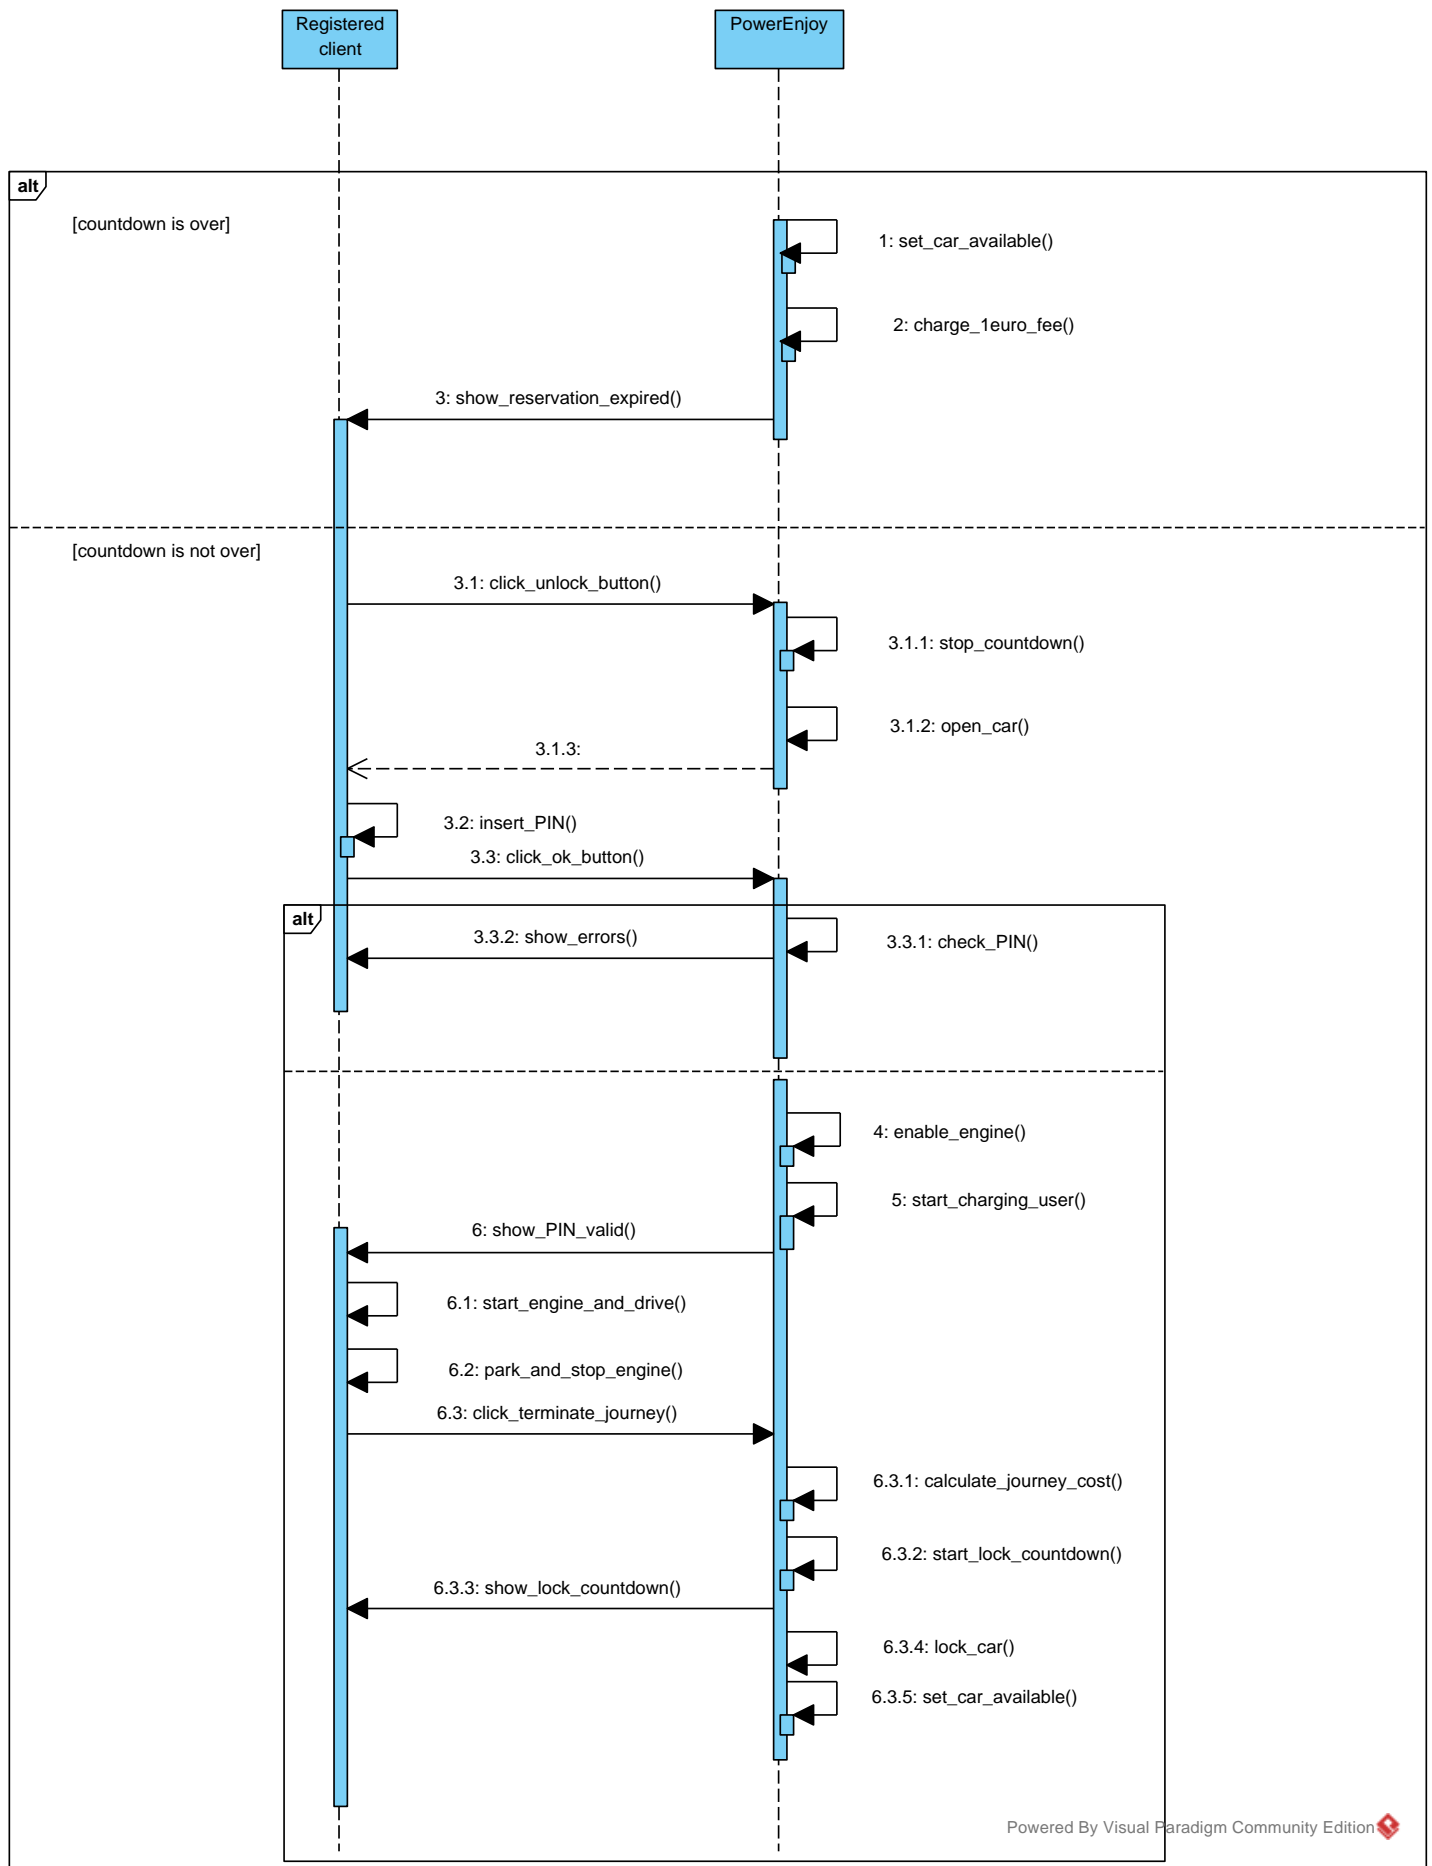 Registered
client
PowerEnjoy
alt
[countdown is over]
1: set_car_available()
2: charge_1euro_fee()
3: show_reservation_expired()
[countdown is not over]
3.1: click_unlock_button()
3.1.1: stop_countdown()
3.1.2: open_car()
3.1.3:
3.2: insert_PIN()
3.3: click_ok_button()
alt
3.3.2: show_errors()
3.3.1: check_PIN()
4: enable_engine()
5: start_charging_user()
6: show_PIN_valid()
6.1: start_engine_and_drive()
6.2: park_and_stop_engine()
6.3: click_terminate_journey()
6.3.1: calculate_journey_cost()
6.3.2: start_lock_countdown()
6.3.3: show_lock_countdown()
6.3.4: lock_car()
6.3.5: set_car_available()
Powered By Visual Paradigm Community Edition